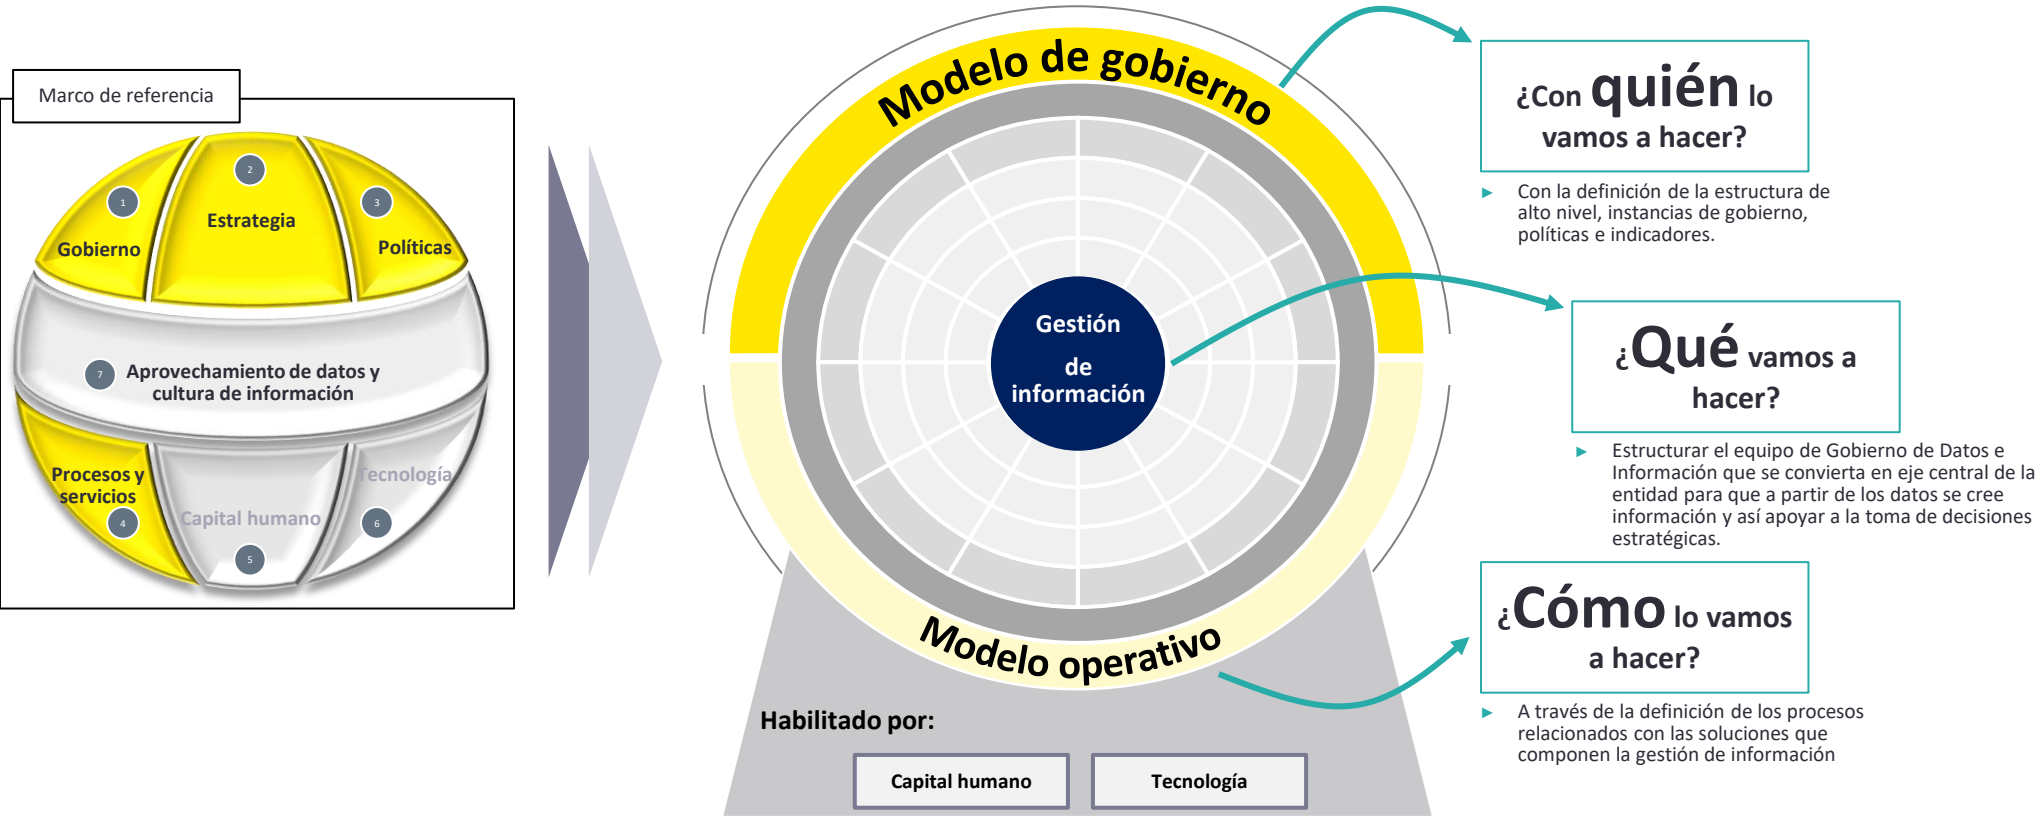 Marco de referencia
1
Gobierno
2
Estrategia
3
Políticas
7
Aprovechamiento de datos y
cultura de información
Procesos y
servicios
4
Capital humano
5
Tecnología
6
Modelo de gobierno
Gestión
de
información
Modelo operativo
Habilitado por:
Capital humano
Tecnología
¿Con quién lo
vamos a hacer?
► Con la definición de la estructura de
alto nivel, instancias de gobierno,
políticas e indicadores.
¿Qué vamos a
hacer?
► Estructurar el equipo de Gobierno de Datos e
Información que se convierta en eje central de la
entidad para que a partir de los datos se cree
información y así apoyar a la toma de decisiones
estratégicas.
¿Cómo lo vamos
a hacer?
► A través de la definición de los procesos
relacionados con las soluciones que
componen la gestión de información